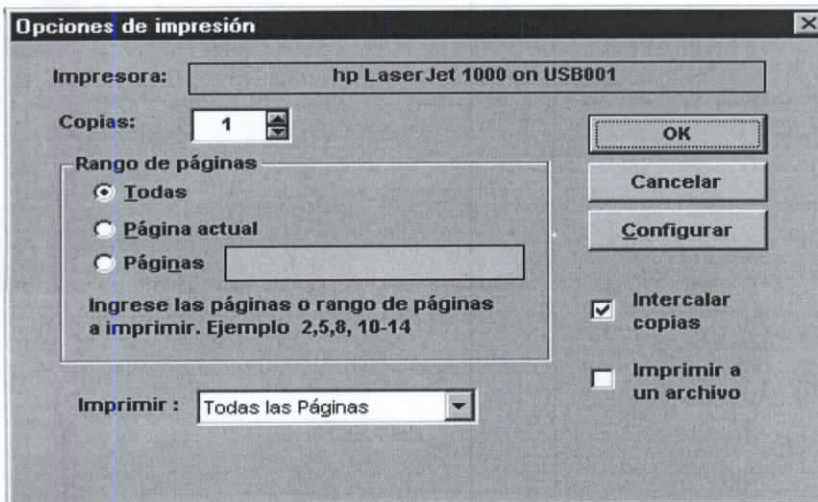 Opciones de impresión
Impresora: hp LaserJet 1000 on USB001
Copias: 1
OK
Rango de páginas
Todas
Cancelar
Página actual
Configurar
Páginas
Ingrese las páginas o rango de páginas
a imprimir. Ejemplo 2,5,8, 10-14
Intercalar
copias
Imprimir a
un archivo
Imprimir : Todas las Páginas